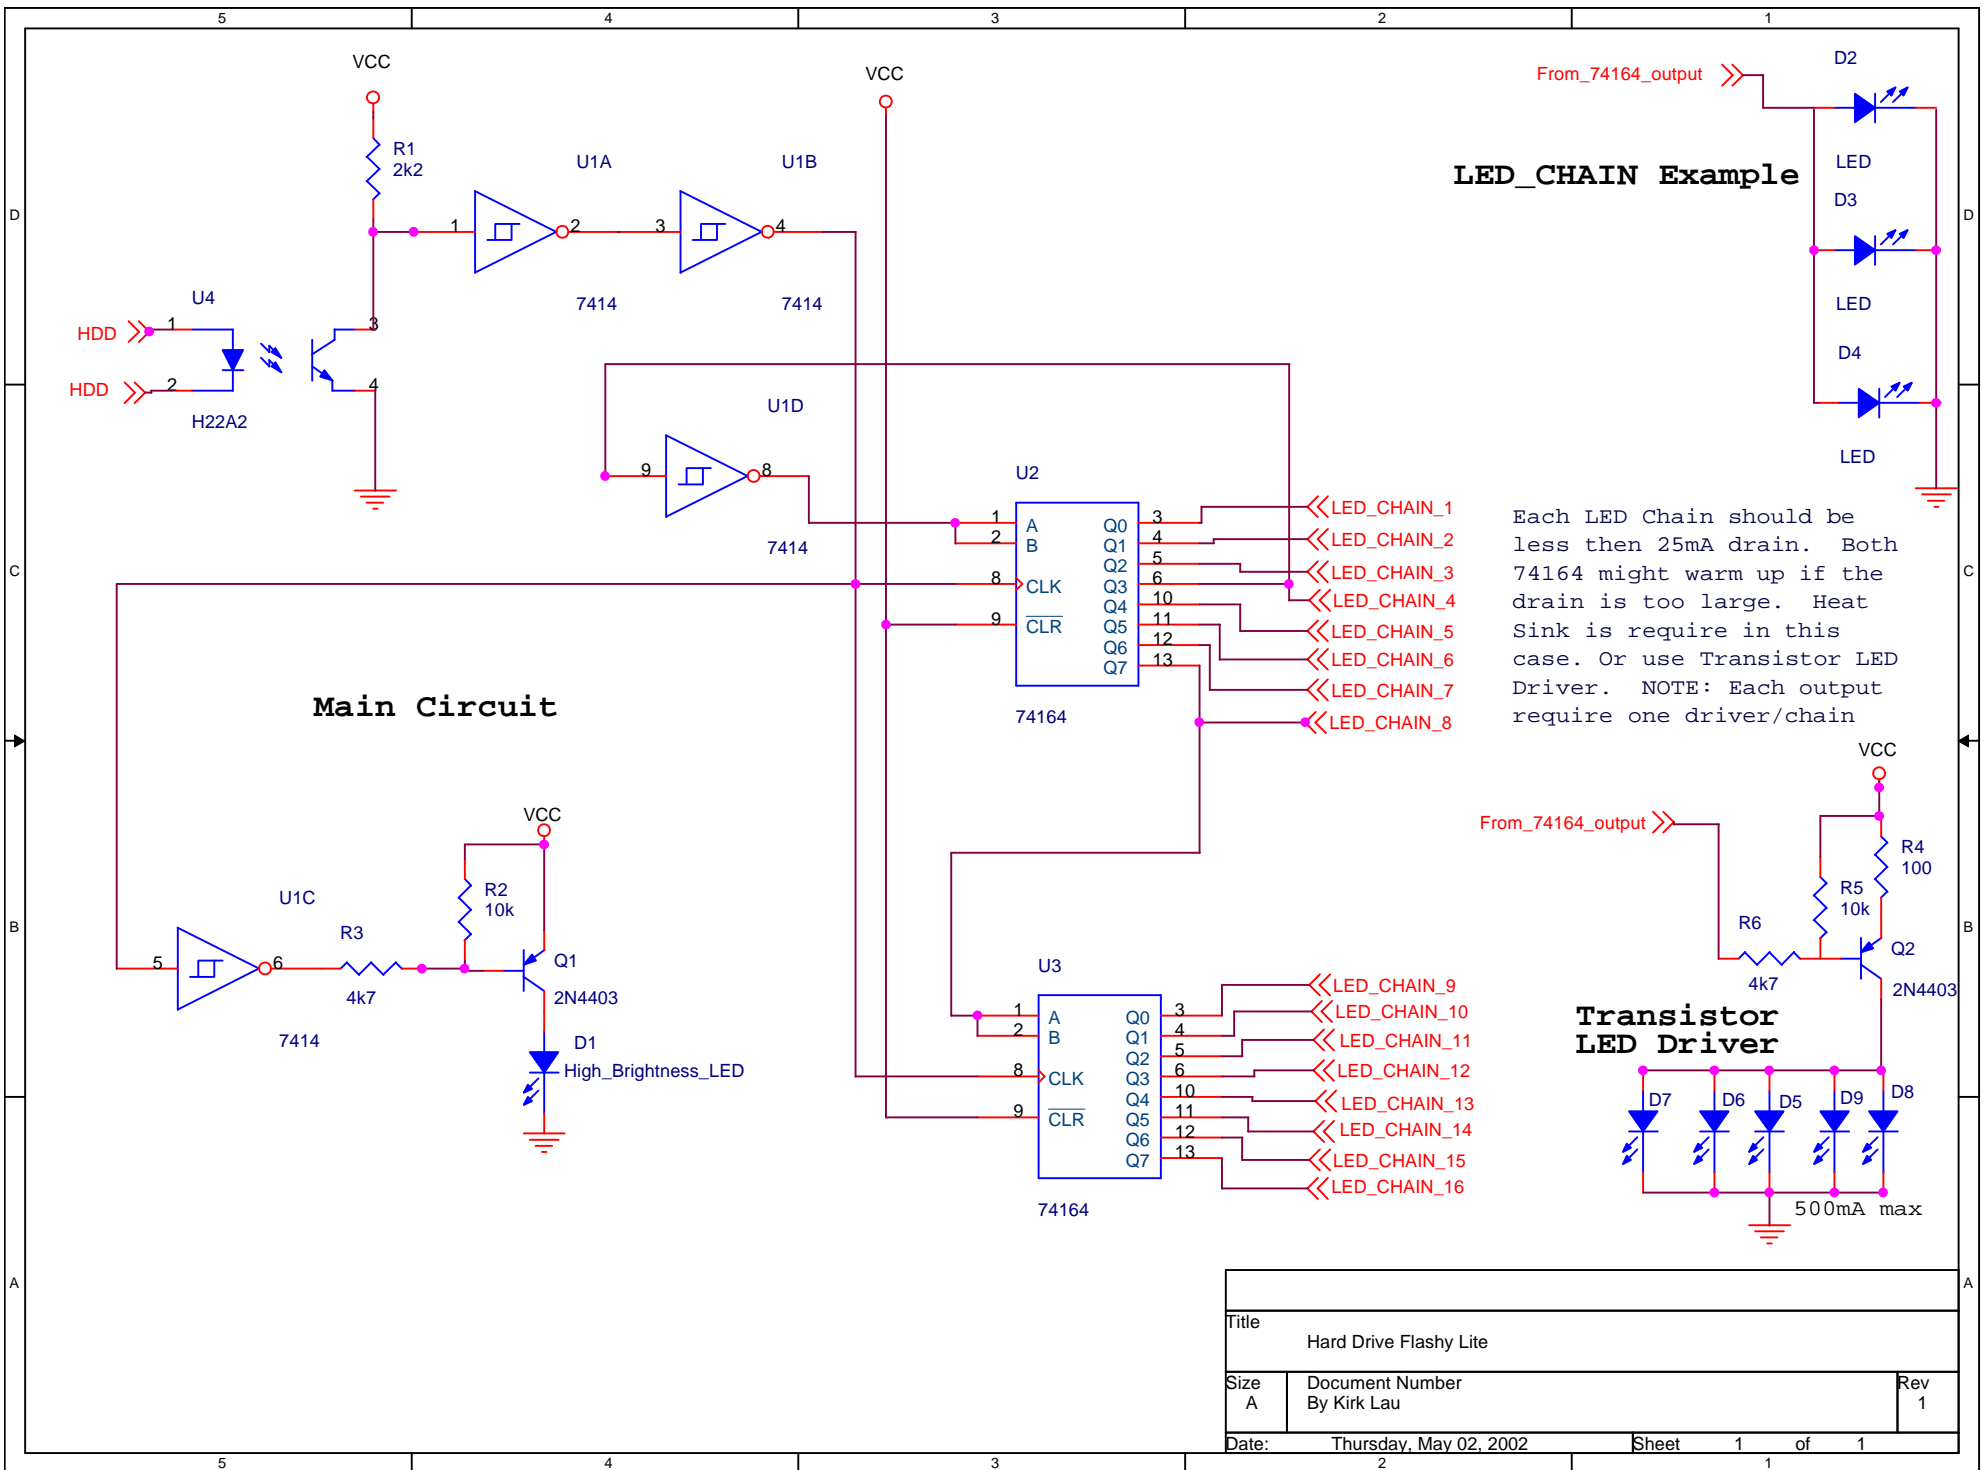 5 4 3 2 1
D
C
B
A
D
C
B
A
VCC
R1
2k2
U1A
1 2
7414
U1B
3 4
7414
VCC
U4
HDD 1
HDD 2
3
4
H22A2
U1D
9 8
7414
U2
1 A
2 B
8 CLK
9 CLR
Q0 3
Q1 4
Q2 5
Q3 6
Q4 10
Q5 11
Q6 12
Q7 13
74164
LED_CHAIN_1
LED_CHAIN_2
LED_CHAIN_3
LED_CHAIN_4
LED_CHAIN_5
LED_CHAIN_6
LED_CHAIN_7
LED_CHAIN_8
From_74164_output
D2
LED
LED_CHAIN Example
D3
LED
D4
LED
Each LED Chain should be
less then 25mA drain. Both
74164 might warm up if the
drain is too large. Heat
Sink is require in this
case. Or use Transistor LED
Driver. NOTE: Each output
require one driver/chain
Main Circuit
VCC
U1C
5 6
7414
R3
4k7
R2
10k
Q1
2N4403
D1
High_Brightness_LED
U3
1 A
2 B
8 CLK
9 CLR
Q0 3
Q1 4
Q2 5
Q3 6
Q4 10
Q5 11
Q6 12
Q7 13
74164
LED_CHAIN_9
LED_CHAIN_10
LED_CHAIN_11
LED_CHAIN_12
LED_CHAIN_13
LED_CHAIN_14
LED_CHAIN_15
LED_CHAIN_16
VCC
From_74164_output
R4
100
R5
10k
R6
4k7
Q2
2N4403
Transistor
LED Driver
D7 D6 D5 D9 D8
500mA max
Title
Hard Drive Flashy Lite
Size
A
Document Number
By Kirk Lau
Rev
1
Date: Thursday, May 02, 2002 Sheet 1 of 1
5 4 3 2 1